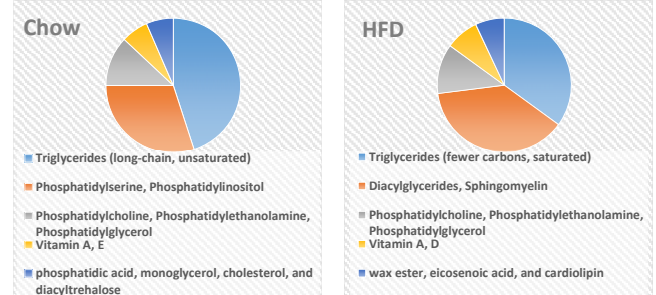 Chow
Triglycerides (long-chain, unsaturated)
Phosphatidylserine, Phosphatidylinositol
Phosphatidylcholine, Phosphatidylethanolamine,
Phosphatidylglycerol
Vitamin A, E
phosphatidic acid, monoglycerol, cholesterol, and
diacyltrehalose
HFD
Triglycerides (fewer carbons, saturated)
Diacylglycerides, Sphingomyelin
Phosphatidylcholine, Phosphatidylethanolamine,
Phosphatidylglycerol
Vitamin A, D
wax ester, eicosenoic acid, and cardiolipin